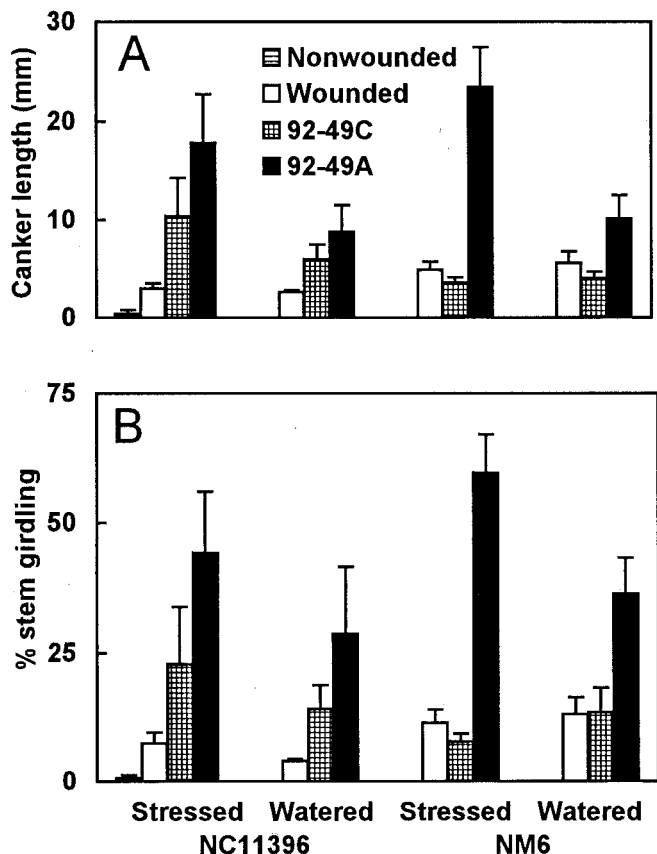 A
Canker length (mm)
30
20
10
0
Nonwounded
Wounded
92-49C
92-49A
B
% stem girdling
75
50
25
0
Stressed Watered Stressed Watered
NC11396 NM6